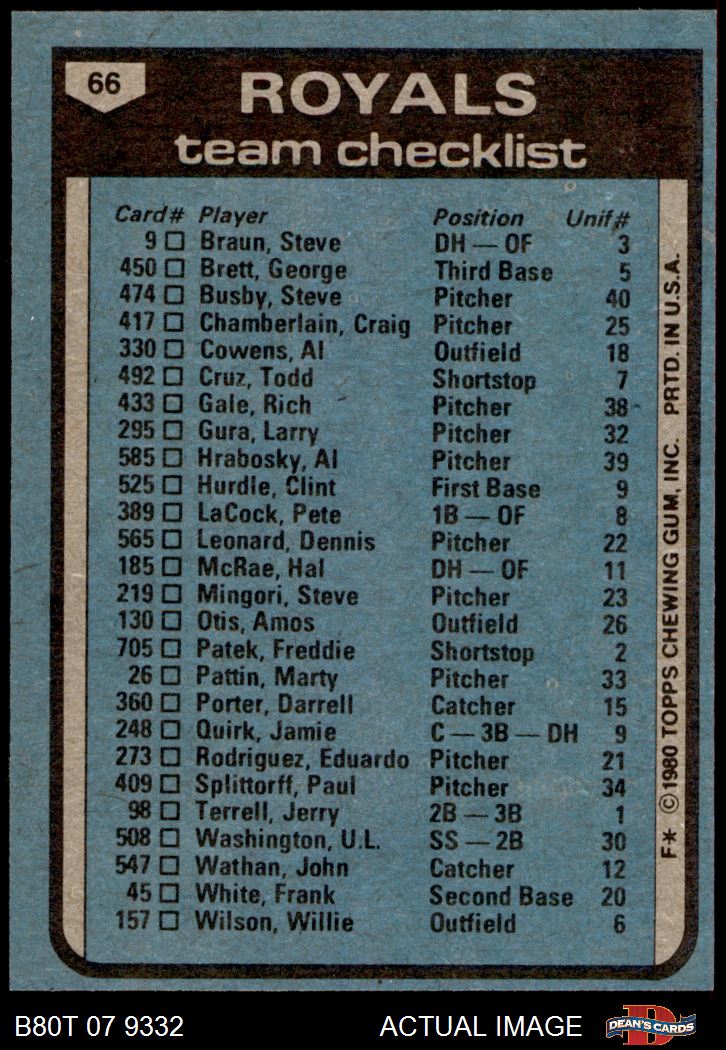 66
ROYALS
team checklist
Card# Player Position Unif#
9 □ Braun, Steve DH — OF 3
450 □ Brett, George Third Base 5
474 □ Busby, Steve Pitcher 40
417 □ Chamberlain, Craig Pitcher 25
330 □ Cowens, Al Outfield 18
492 □ Cruz, Todd Shortstop 7
433 □ Gale, Rich Pitcher 38
295 □ Gura, Larry Pitcher 32
585 □ Hrabosky, Al Pitcher 39
525 □ Hurdle, Clint First Base 9
389 □ LaCock, Pete 1B — OF 8
565 □ Leonard, Dennis Pitcher 22
185 □ McRae, Hal DH — OF 11
219 □ Mingori, Steve Pitcher 23
130 □ Otis, Amos Outfield 26
705 □ Patek, Freddie Shortstop 2
26 □ Pattin, Marty Pitcher 33
360 □ Porter, Darrell Catcher 15
248 □ Quirk, Jamie C — 3B — DH 9
273 □ Rodriguez, Eduardo Pitcher 21
409 □ Splittorff, Paul Pitcher 34
98 □ Terrell, Jerry 2B — 3B 1
508 □ Washington, U.L. SS — 2B 30
547 □ Wathan, John Catcher 12
45 □ White, Frank Second Base 20
157 □ Wilson, Willie Outfield 6
F* © 1980 TOPPS CHEWING GUM, INC. PRTD. IN U.S.A.
B80T 07 9332 ACTUAL IMAGE
D
DEAN'S CARDS